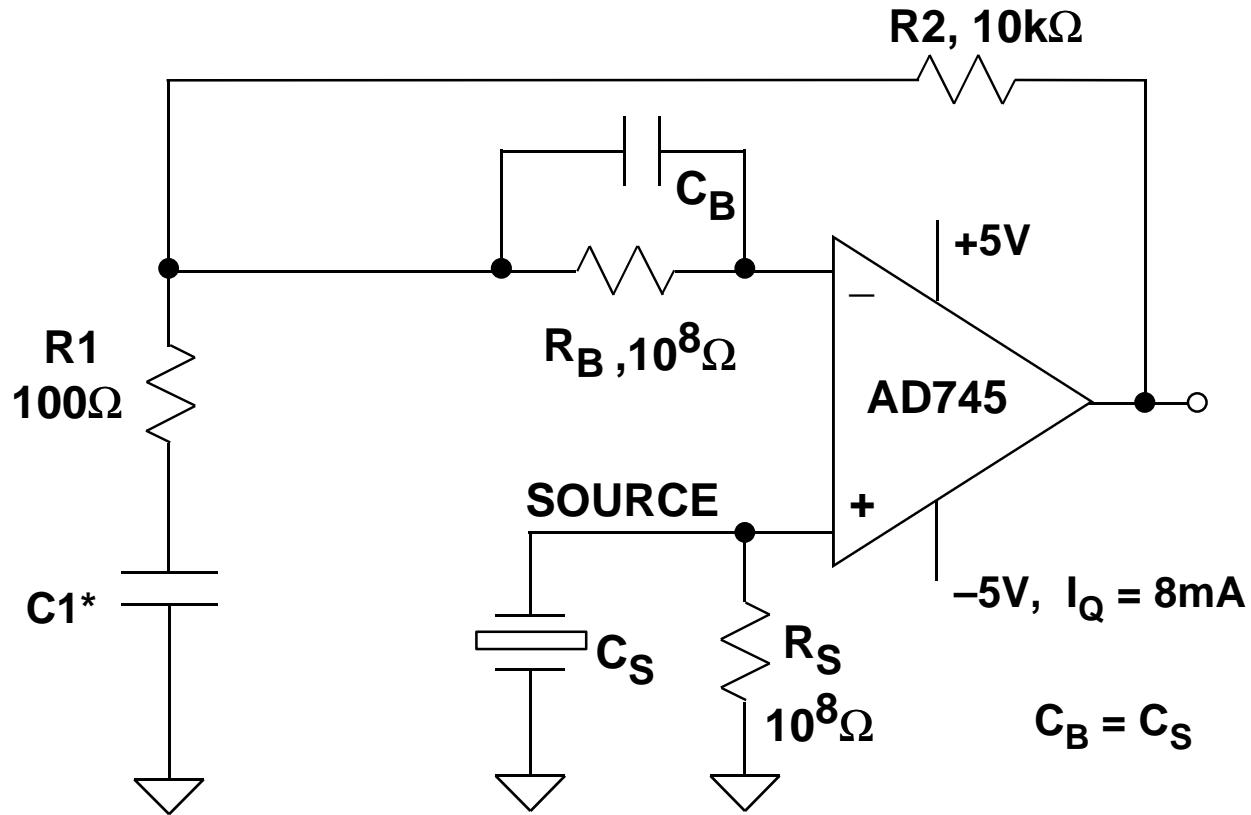 R2, 10kΩ
C_B
+5V
–
R_B ,10^8Ω
R1
100Ω
AD745
SOURCE
+
C1*
–5V, I_Q = 8mA
C_S
R_S
10^8Ω
C_B = C_S